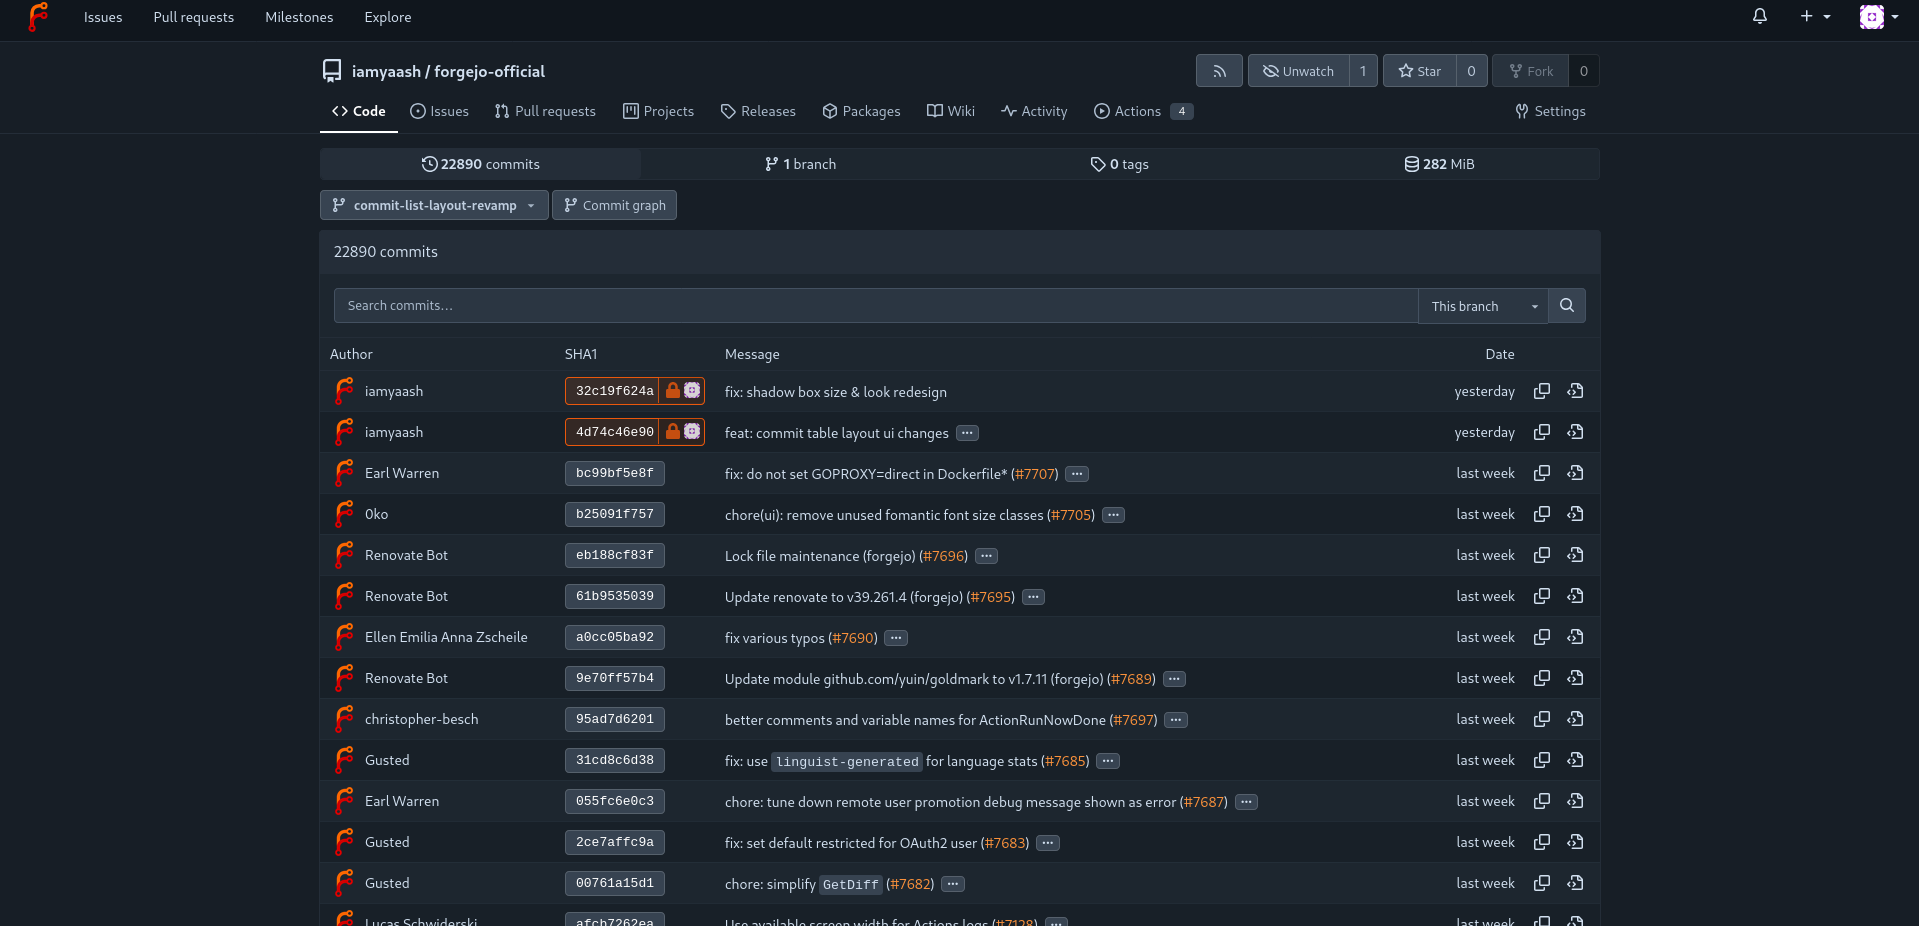 Issues Pull requests Milestones Explore
iamyaash / forgejo-official
Unwatch 1 Star 0 Fork 0
Code Issues Pull requests Projects Releases Packages Wiki Activity Actions 4 Settings
22890 commits 1 branch 0 tags 282 MiB
commit-list-layout-revamp Commit graph
22890 commits
Search commits... This branch
Author SHA1 Message Date
iamyaash 32c19f624a fix: shadow box size & look redesign yesterday
iamyaash 4d74c46e90 feat: commit table layout ui changes ... yesterday
Earl Warren bc99bf5e8f fix: do not set GOPROXY=direct in Dockerfile* (#7707) ... last week
0ko b25091f757 chore(ui): remove unused fomantic font size classes (#7705) ... last week
Renovate Bot eb188cf83f Lock file maintenance (forgejo) (#7696) ... last week
Renovate Bot 61b9535039 Update renovate to v39.261.4 (forgejo) (#7695) ... last week
Ellen Emilia Anna Zscheile a0cc05ba92 fix various typos (#7690) ... last week
Renovate Bot 9e70ff57b4 Update module github.com/yuin/goldmark to v1.7.11 (forgejo) (#7689) ... last week
christopher-besch 95ad7d6201 better comments and variable names for ActionRunNowDone (#7697) ... last week
Gusted 31cd8c6d38 fix: use linguist-generated for language stats (#7685) ... last week
Earl Warren 055fc6e0c3 chore: tune down remote user promotion debug message shown as error (#7687) ... last week
Gusted 2ce7affc9a fix: set default restricted for OAuth2 user (#7683) ... last week
Gusted 00761a15d1 chore: simplify GetDiff (#7682) ... last week
Lucas Schwiderski afcb7262ea Use available screen width for Actions logs (#7128) ... last week